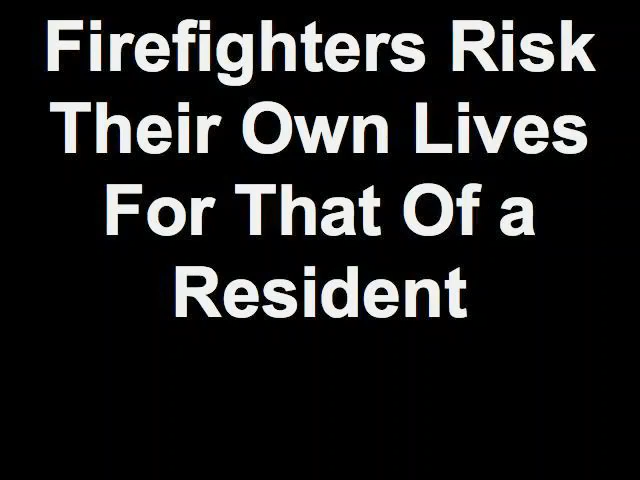 Firefighters Risk
Their Own Lives
For That Of a
Resident